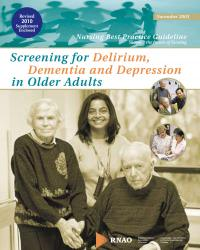 Revised
2010
Supplement
Enclosed
November 2003
Nursing Best Practice Guideline
Shaping the future of Nursing
Screening for Delirium,
Dementia and Depression
in Older Adults
RNAO